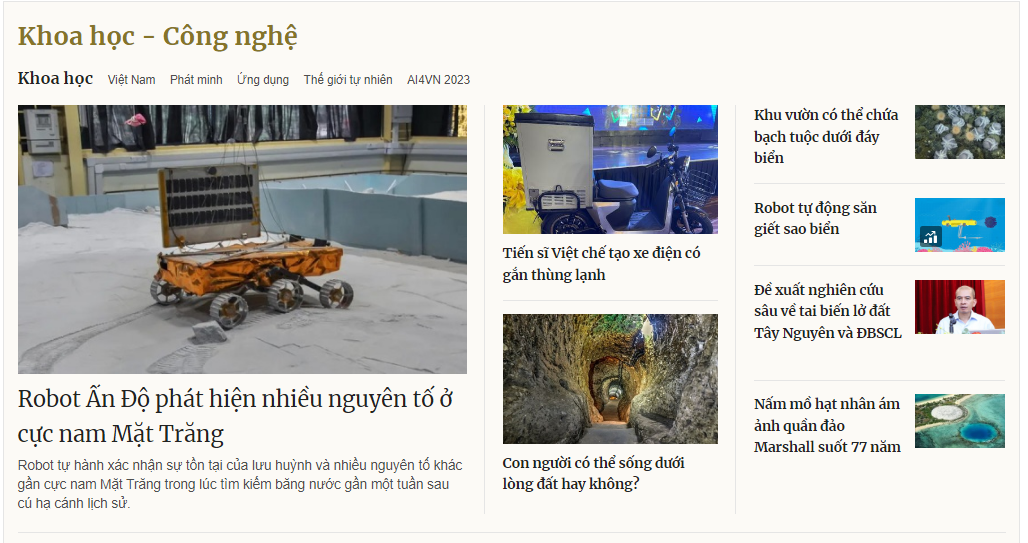 Khoa học - Công nghệ
Khoa học Việt Nam Phát minh Ứng dụng Thế giới tự nhiên AI4VN 2023
Robot Ấn Độ phát hiện nhiều nguyên tố ở
cực nam Mặt Trăng
Robot tự hành xác nhận sự tồn tại của lưu huỳnh và nhiều nguyên tố khác
gần cực nam Mặt Trăng trong lúc tìm kiếm băng nước gần một tuần sau
cú hạ cánh lịch sử.
Tiến sĩ Việt chế tạo xe điện có
gắn thùng lạnh
Con người có thể sống dưới
lòng đất hay không?
Khu vườn có thể chứa
bạch tuộc dưới đáy
biển
Robot tự động săn
giết sao biển
Đề xuất nghiên cứu
sâu về tai biến lở đất
Tây Nguyên và ĐBSCL
Nấm mồ hạt nhân ám
ảnh quần đảo
Marshall suốt 77 năm